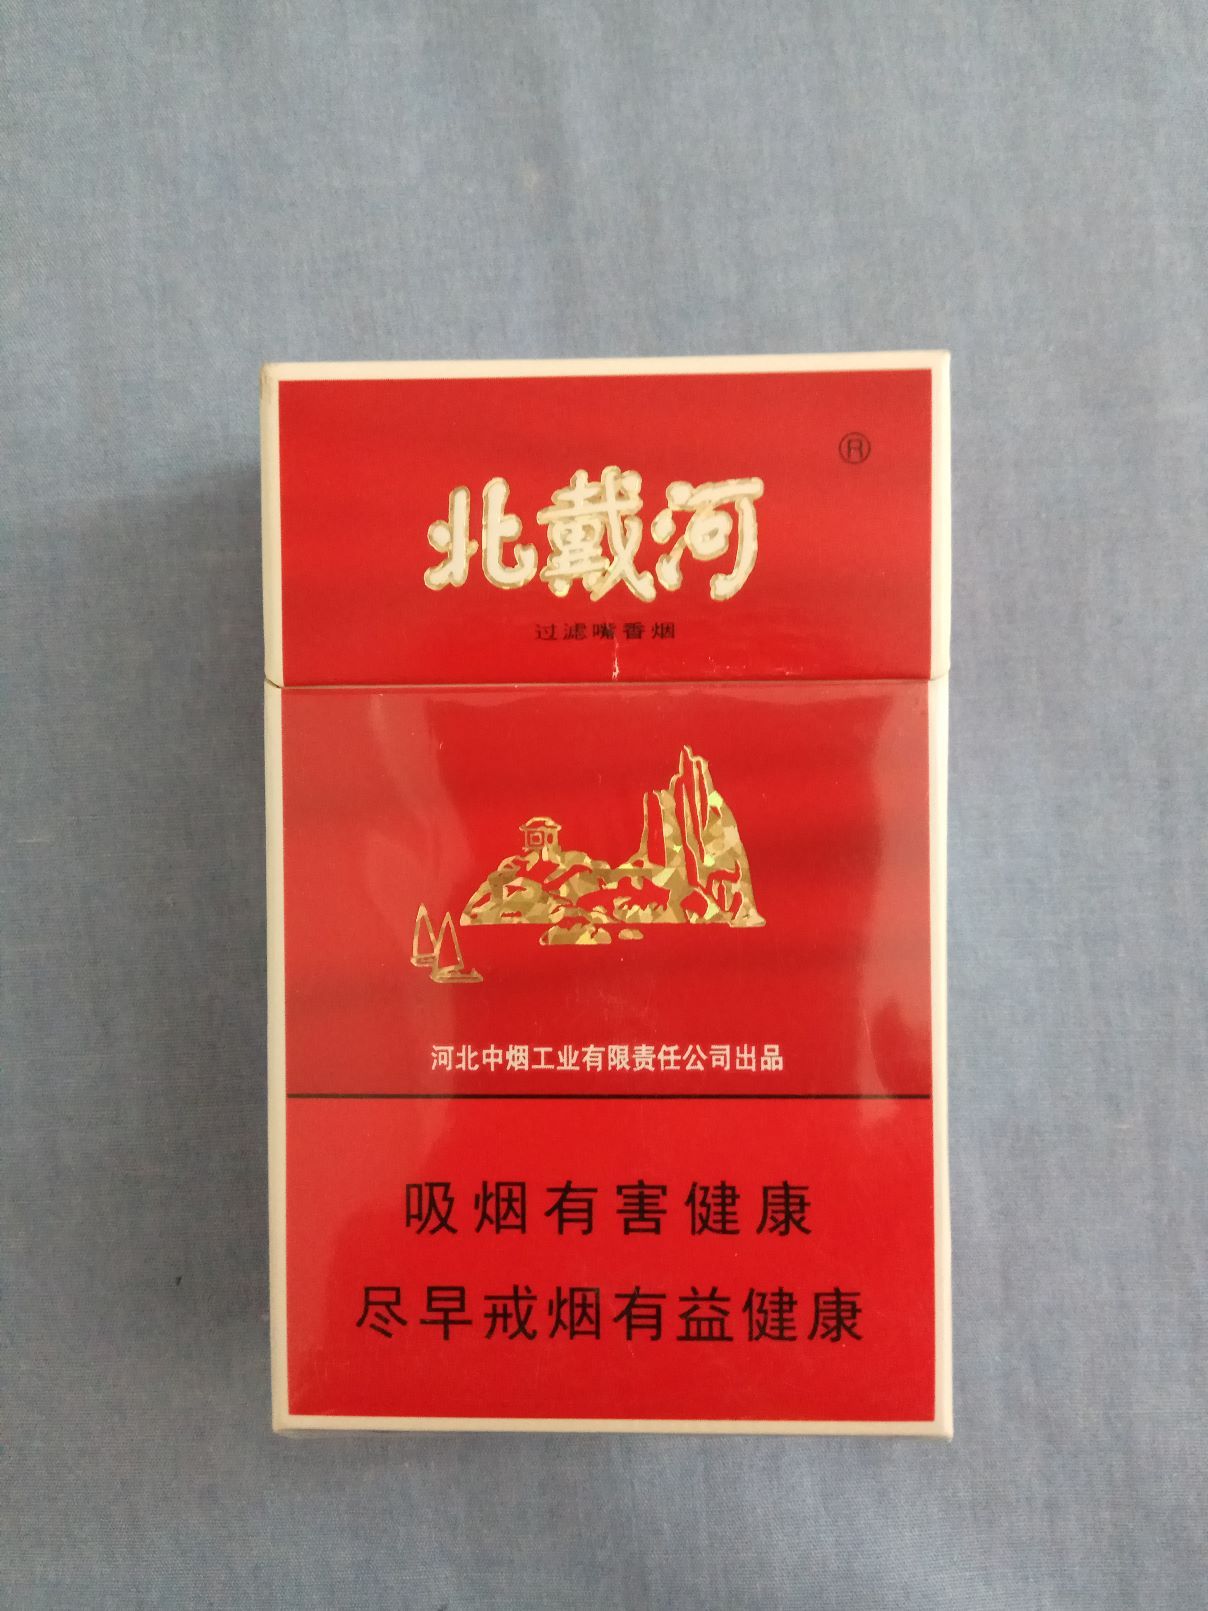 ®
北戴河
过滤嘴香烟
河北中烟工业有限责任公司出品
吸烟有害健康
尽早戒烟有益健康